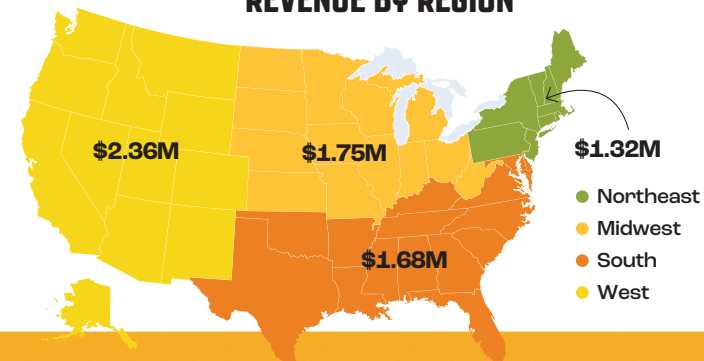 REVENUE BY REGION
$2.36M
$1.75M
$1.32M
$1.68M
Northeast
Midwest
South
West